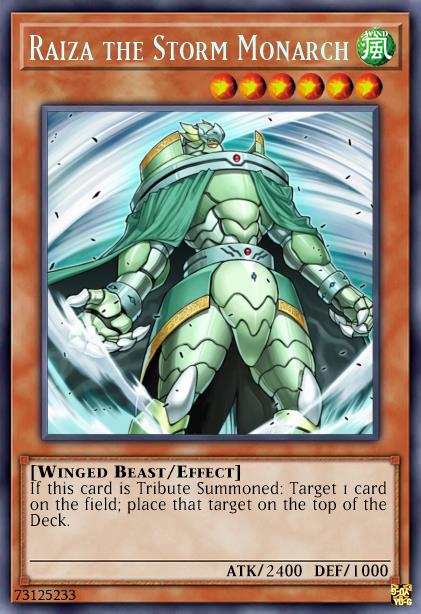 RAIZA THE STORM MONARCH
WIND
風
[WINGED BEAST/EFFECT]
If this card is Tribute Summoned: Target 1 card
on the field; place that target on the top of the
Deck.
ATK/2400 DEF/1000
73125233